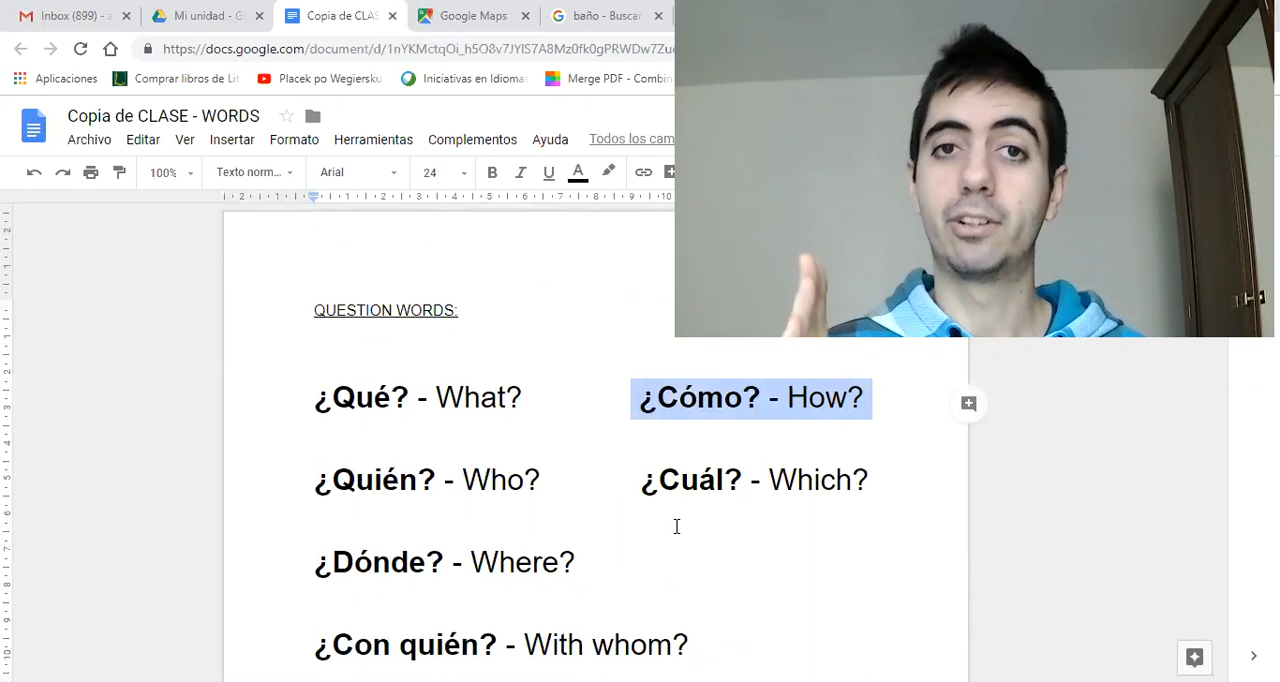 Inbox (899) - a
Mi unidad - G
Copia de CLAS
Google Maps
baño - Buscar
https://docs.google.com/document/d/1nYKMctqOi_h5O8v7JYlS7A8Mz0fk0gPRWDw7Zu
Aplicaciones
Comprar libros de Lit
Placek po Wegiersku
Iniciativas en Idioma
Merge PDF - Combin
Copia de CLASE - WORDS
Archivo Editar Ver Insertar Formato Herramientas Complementos Ayuda Todos los cam
100% Texto norm... Arial 24 B I U A
QUESTION WORDS:
¿Qué? - What? ¿Cómo? - How?
¿Quién? - Who? ¿Cuál? - Which?
¿Dónde? - Where?
¿Con quién? - With whom?